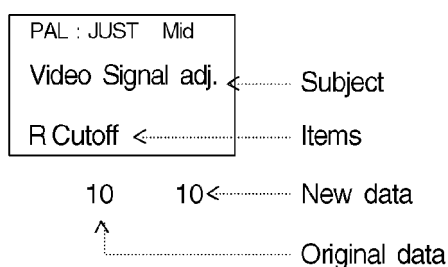 PAL : JUST Mid
Video Signal adj. Subject
R Cutoff Items
10 10 New data
Original data